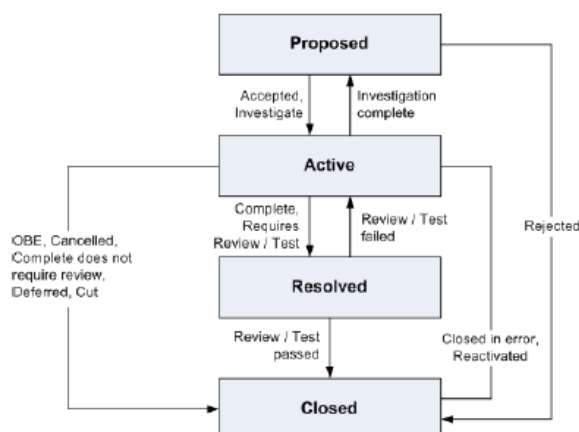 Proposed
Accepted,
Investigate
Investigation
complete
Active
OBE, Cancelled,
Complete does not
require review,
Deferred, Cut
Complete,
Requires
Review / Test
Review / Test
failed
Rejected
Resolved
Review / Test
passed
Closed in error,
Reactivated
Closed